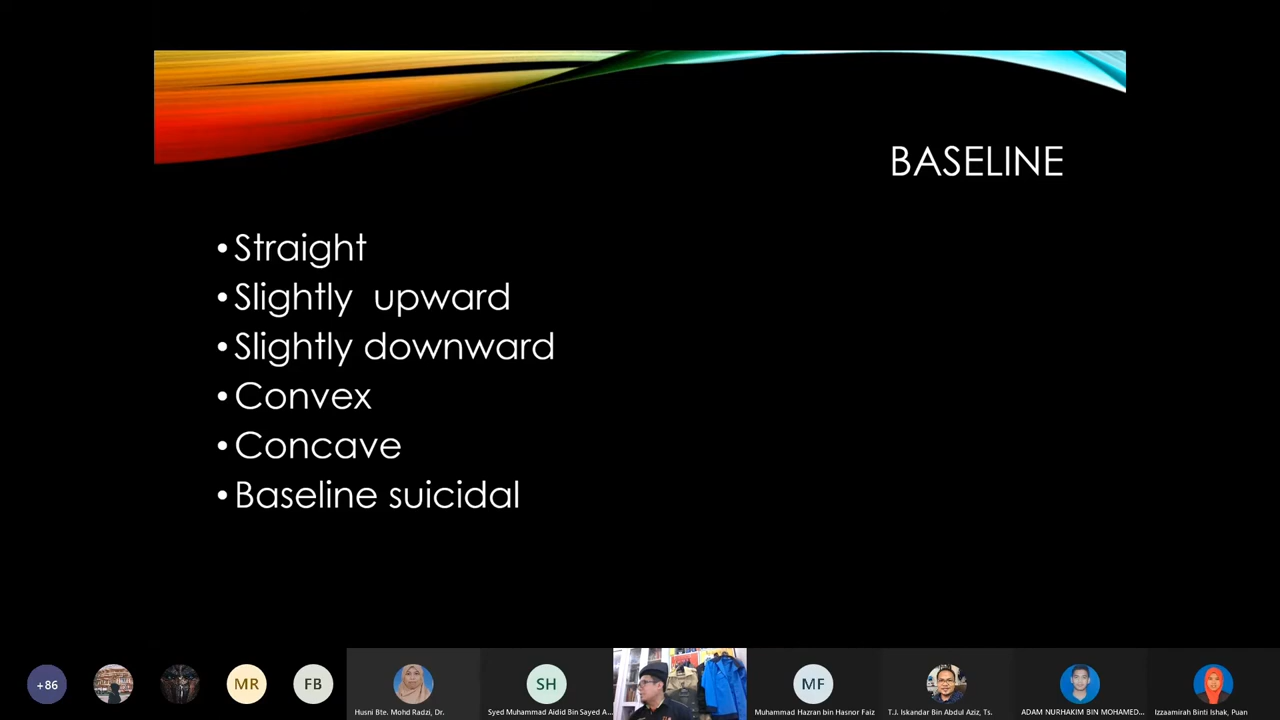 BASELINE
• Straight
• Slightly  upward
• Slightly downward
• Convex
• Concave
• Baseline suicidal
+86
MR
FB
Husni Bte. Mohd Radzi, Dr.
SH
Syed Muhammad Aidid Bin Sayed A...
MF
Muhammad Hazran bin Hasnor Faiz
T.J. Iskandar Bin Abdul Aziz, Ts.
ADAM NURHAKIM BIN MOHAMED...
Izzaamirah Binti Ishak, Puan